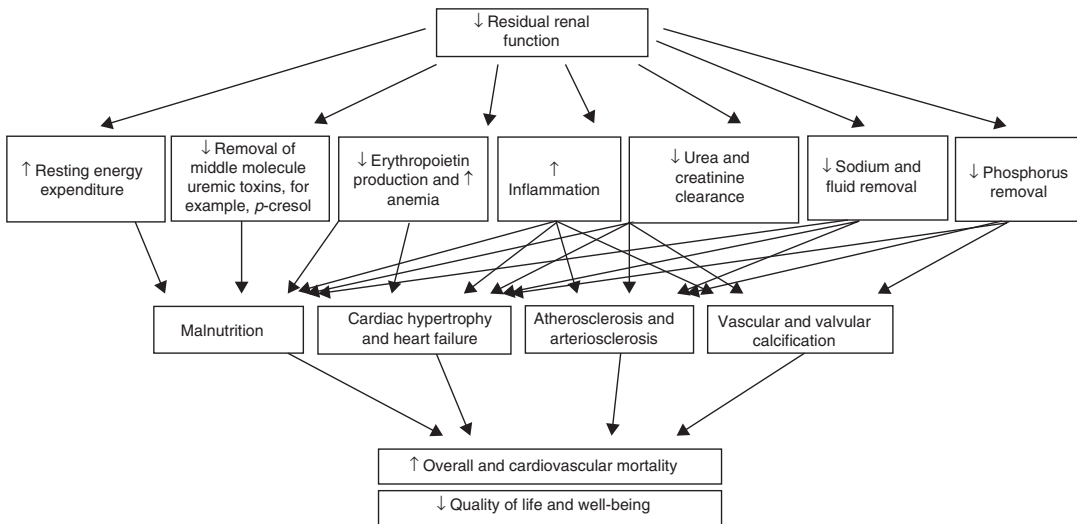 ↓ Residual renal
function
↑ Resting energy
expenditure
↓ Removal of
middle molecule
uremic toxins, for
example, p-cresol
↓ Erythropoietin
production and ↑
anemia
↑
Inflammation
↓ Urea and
creatinine
clearance
↓ Sodium and
fluid removal
↓ Phosphorus
removal
Malnutrition
Cardiac hypertrophy
and heart failure
Atherosclerosis and
arteriosclerosis
Vascular and valvular
calcification
↑ Overall and cardiovascular mortality
↓ Quality of life and well-being